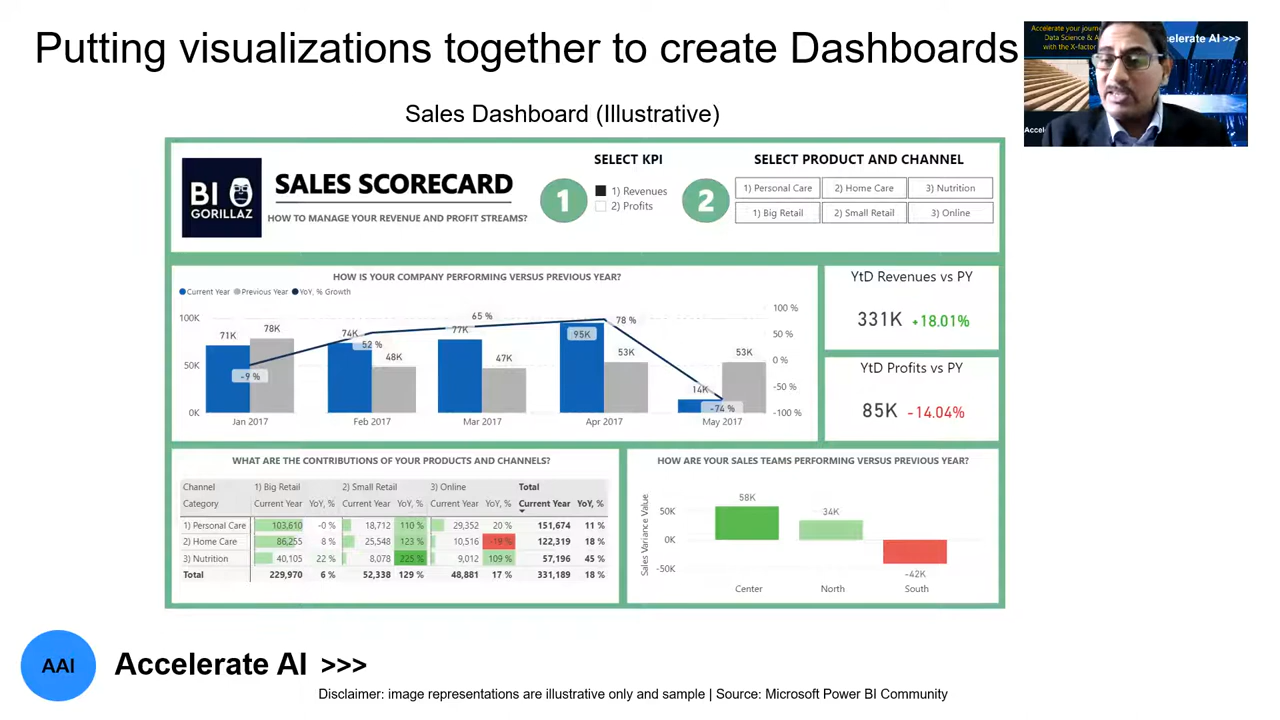 Putting visualizations together to create Dashboards
Accelerate your journey
Data Science & A
with the X-factor
celerate AI >>>
Accel
Sales Dashboard (Illustrative)
BI
GORILLAZ
SALES SCORECARD
HOW TO MANAGE YOUR REVENUE AND PROFIT STREAMS?
SELECT KPI
1
1) Revenues
2) Profits
SELECT PRODUCT AND CHANNEL
2
1) Personal Care 2) Home Care 3) Nutrition
1) Big Retail 2) Small Retail 3) Online
HOW IS YOUR COMPANY PERFORMING VERSUS PREVIOUS YEAR?
Current Year Previous Year YoY, % Growth
100K 50K 0K
71K 78K -9 %
74K 52 % 48K
65 % 77K 47K
78 % 95K 53K
14K -74 % 53K
100 % 50 % 0 % -50 % -100 %
Jan 2017 Feb 2017 Mar 2017 Apr 2017 May 2017
YtD Revenues vs PY
331K +18.01%
YtD Profits vs PY
85K -14.04%
WHAT ARE THE CONTRIBUTIONS OF YOUR PRODUCTS AND CHANNELS?
Channel 1) Big Retail 2) Small Retail 3) Online Total
Category Current Year YoY, % Current Year YoY, % Current Year YoY, % Current Year YoY, %
1) Personal Care 103,610 -0 % 18,712 110 % 29,352 20 % 151,674 11 %
2) Home Care 86,255 8 % 25,548 123 % 10,516 -19 % 122,319 18 %
3) Nutrition 40,105 22 % 8,078 225 % 9,012 109 % 57,196 45 %
Total 229,970 6 % 52,338 129 % 48,881 17 % 331,189 18 %
HOW ARE YOUR SALES TEAMS PERFORMING VERSUS PREVIOUS YEAR?
Sales Variance Value
50K 0K -50K
58K 34K -42K
Center North South
AAI
Accelerate AI >>>
Disclaimer: image representations are illustrative only and sample | Source: Microsoft Power BI Community